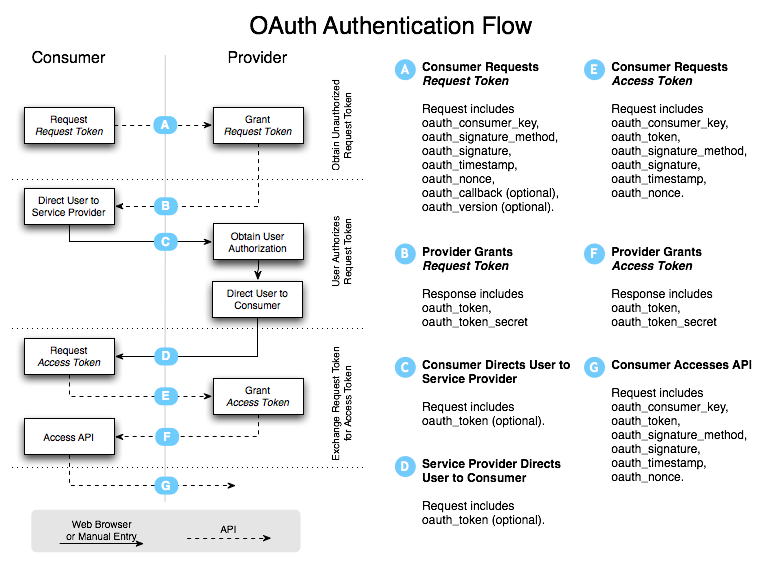 OAuth Authentication Flow
Consumer
Provider
Request
Request Token
A
Grant
Request Token
Obtain Unauthorized
Request Token
Direct User to
Service Provider
B
C
Obtain User
Authorization
Direct User to
Consumer
User Authorizes
Request Token
Request
Access Token
D
E
Grant
Access Token
Access API
F
Exchange Request Token
for Access Token
G
Web Browser
or Manual Entry
API
A
Consumer Requests
Request Token
Request includes
oauth_consumer_key,
oauth_signature_method,
oauth_signature,
oauth_timestamp,
oauth_nonce,
oauth_callback (optional),
oauth_version (optional).
B
Provider Grants
Request Token
Response includes
oauth_token,
oauth_token_secret
C
Consumer Directs User to
Service Provider
Request includes
oauth_token (optional).
D
Service Provider Directs
User to Consumer
Request includes
oauth_token (optional).
E
Consumer Requests
Access Token
Request includes
oauth_consumer_key,
oauth_token,
oauth_signature_method,
oauth_signature,
oauth_timestamp,
oauth_nonce.
F
Provider Grants
Access Token
Response includes
oauth_token,
oauth_token_secret
G
Consumer Accesses API
Request includes
oauth_consumer_key,
oauth_token,
oauth_signature_method,
oauth_signature,
oauth_timestamp,
oauth_nonce.